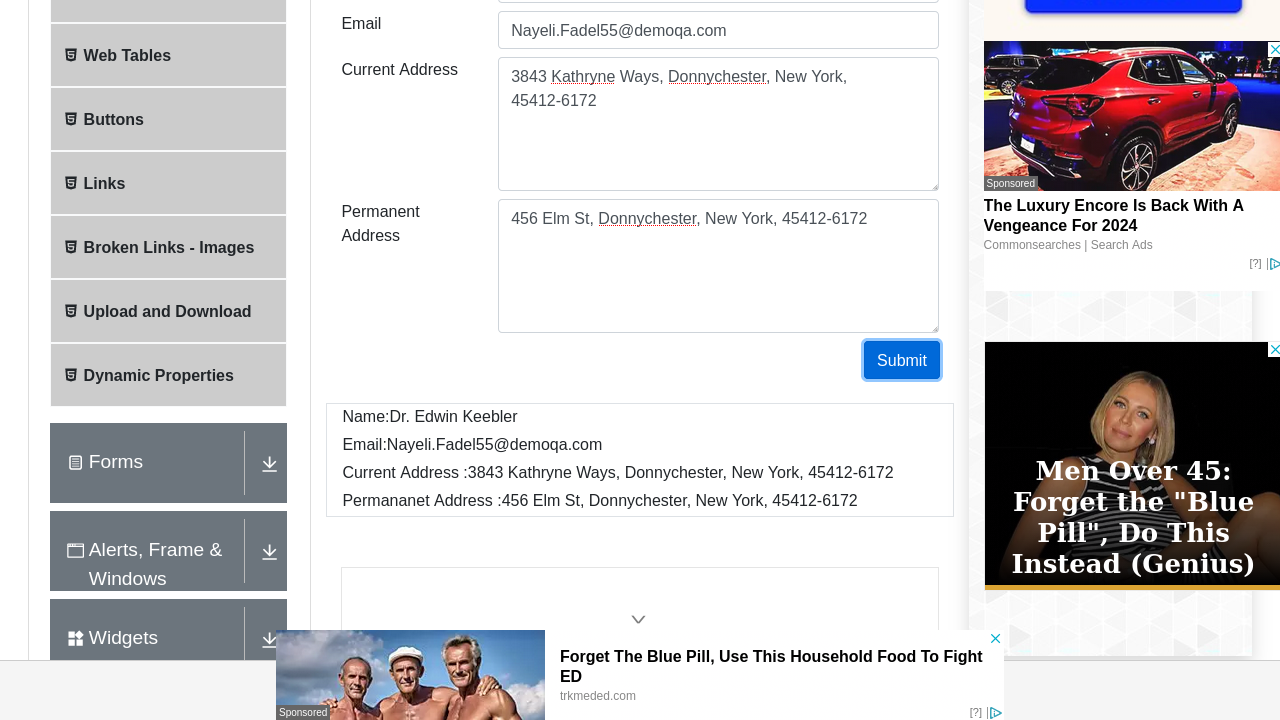 Web Tables
Buttons
Links
Broken Links - Images
Upload and Download
Dynamic Properties
Forms
Alerts, Frame &
Windows
Widgets
Email
Nayeli.Fadel55@demoqa.com
Current Address
3843 Kathryne Ways, Donnychester, New York,
45412-6172
Permanent
Address
456 Elm St, Donnychester, New York, 45412-6172
Submit
Name:Dr. Edwin Keebler
Email:Nayeli.Fadel55@demoqa.com
Current Address :3843 Kathryne Ways, Donnychester, New York, 45412-6172
Permananet Address :456 Elm St, Donnychester, New York, 45412-6172
Sponsored
The Luxury Encore Is Back With A
Vengeance For 2024
Commonsearches | Search Ads
[?]
Men Over 45:
Forget the "Blue
Pill", Do This
Instead (Genius)
Sponsored
Forget The Blue Pill, Use This Household Food To Fight
ED
trkmeded.com
[?]